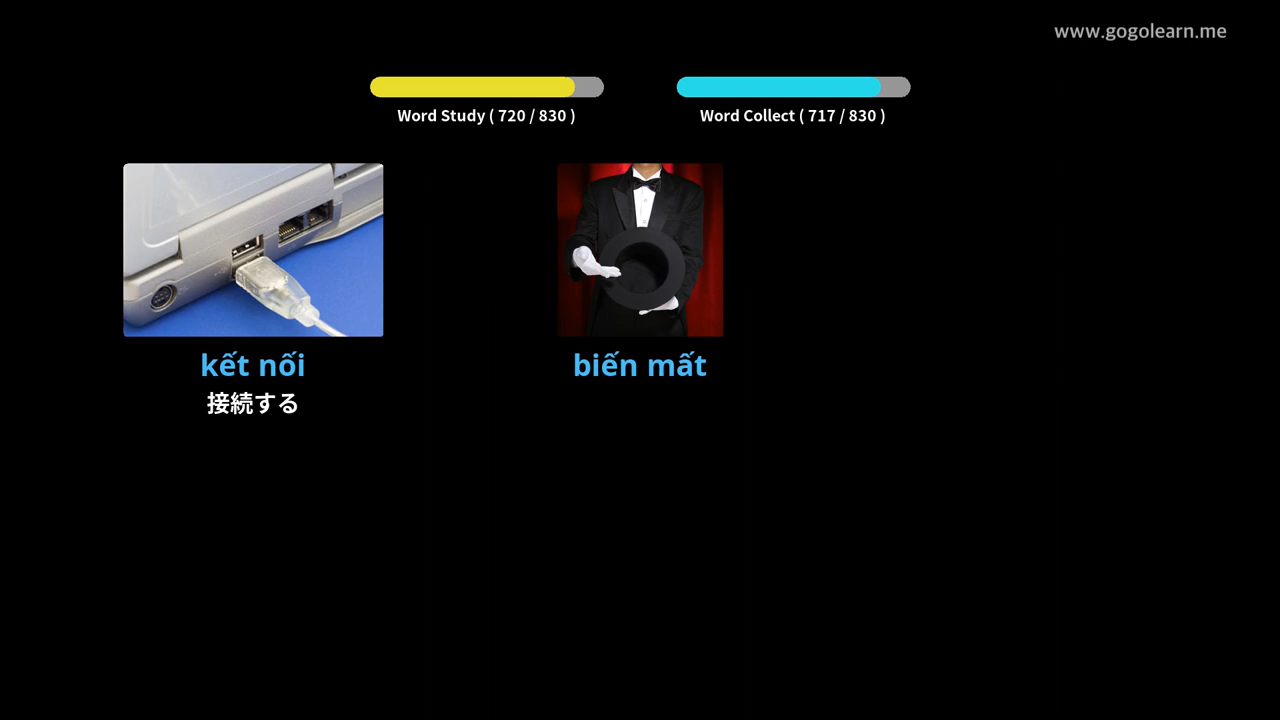 www.gogolearn.me
Word Study ( 720 / 830 )
Word Collect ( 717 / 830 )
kết nối
接続する
biến mất